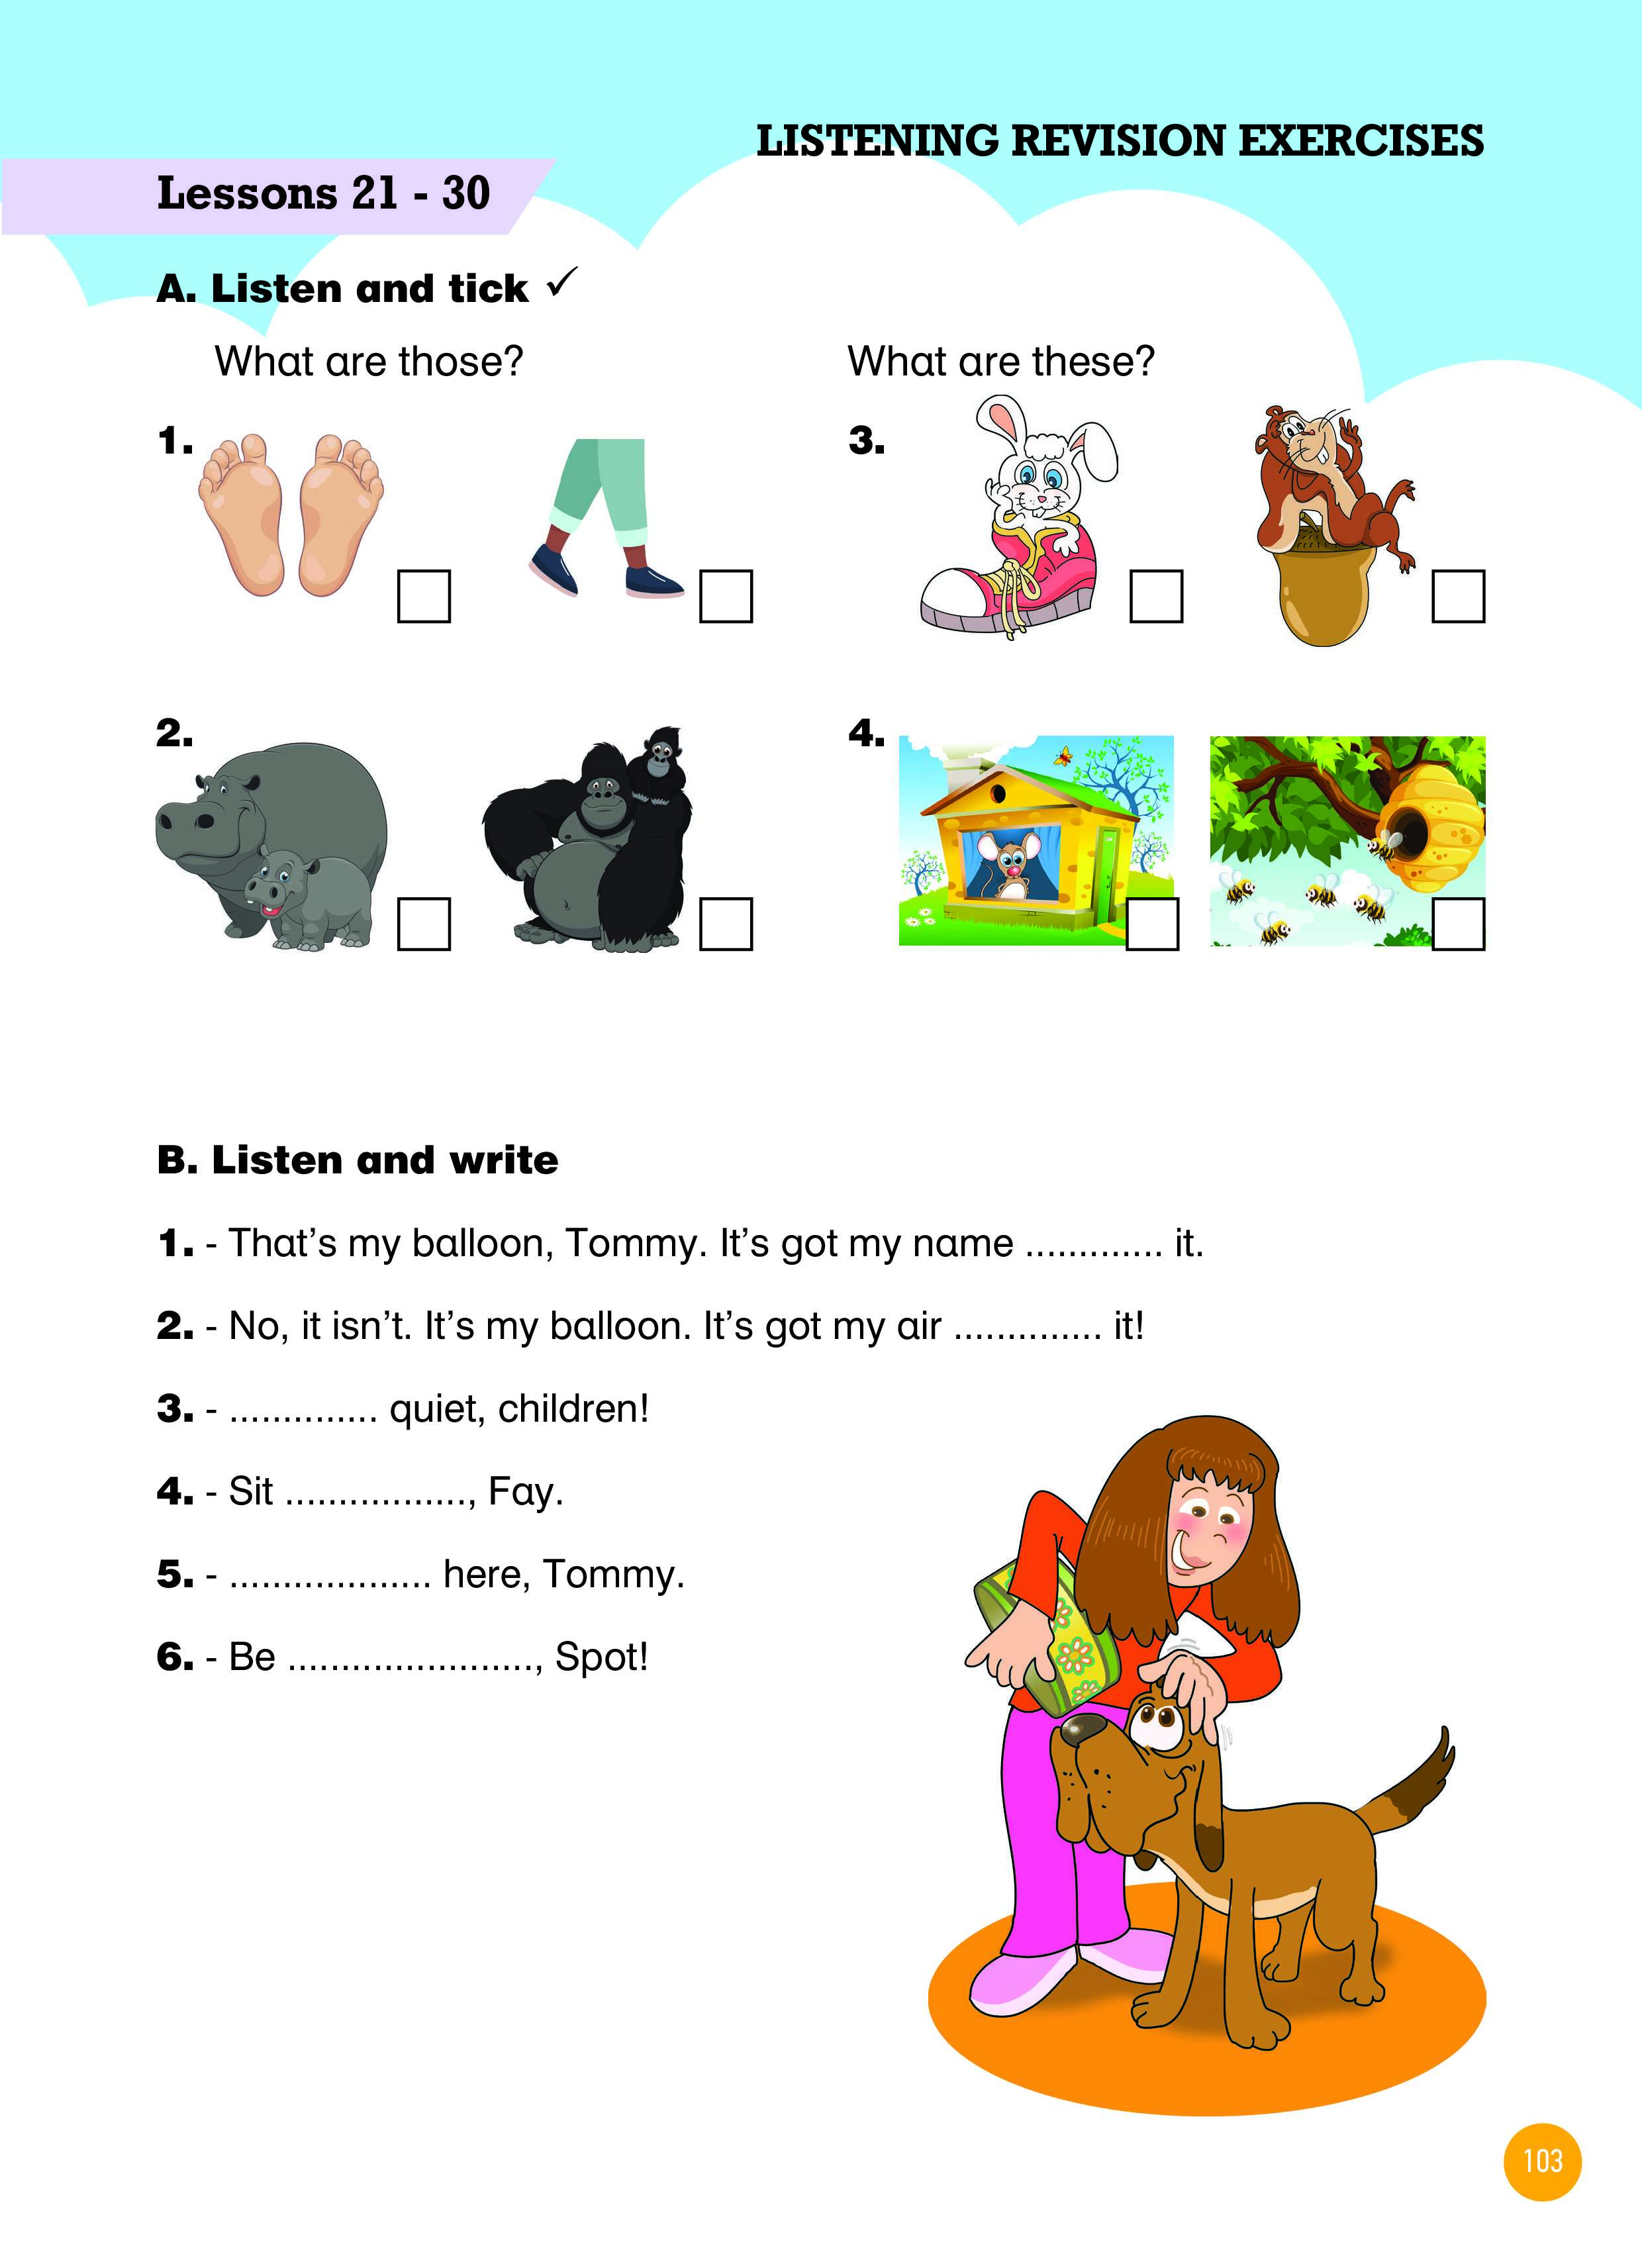 LISTENING REVISION EXERCISES
Lessons 21 - 30
A. Listen and tick ✓
What are those?
1.
2.
What are these?
3.
4.
B. Listen and write
1. - That’s my balloon, Tommy. It’s got my name ............. it.
2. - No, it isn’t. It’s my balloon. It’s got my air .............. it!
3. - .............. quiet, children!
4. - Sit ................., Fay.
5. - ................... here, Tommy.
6. - Be ......................., Spot!
103